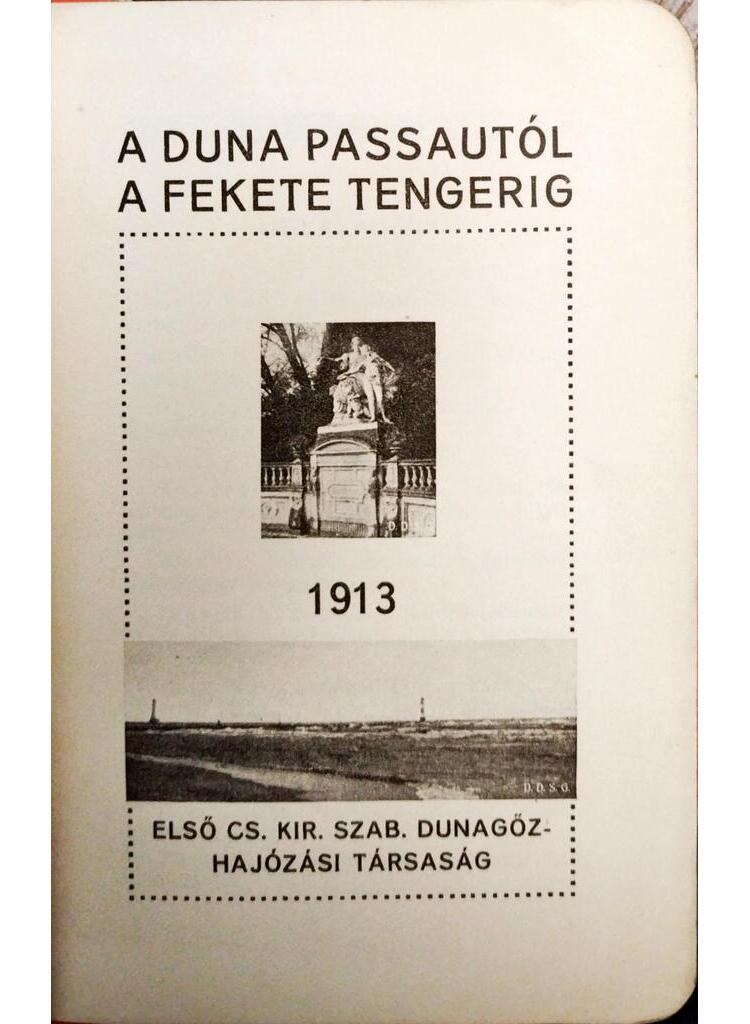 A DUNA PASSAUTÓL
A FEKETE TENGERIG
D. D.
1913
D. D. S. G.
ELSŐ CS. KIR. SZAB. DUNAGŐZ-
HAJÓZÁSI TÁRSASÁG